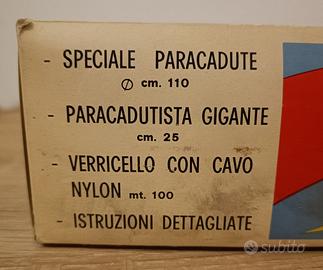 - SPECIALE PARACADUTE
∅ cm. 110
- PARACADUTISTA GIGANTE
cm. 25
- VERRICELLO CON CAVO
NYLON mt. 100
- ISTRUZIONI DETTAGLIATE
subito